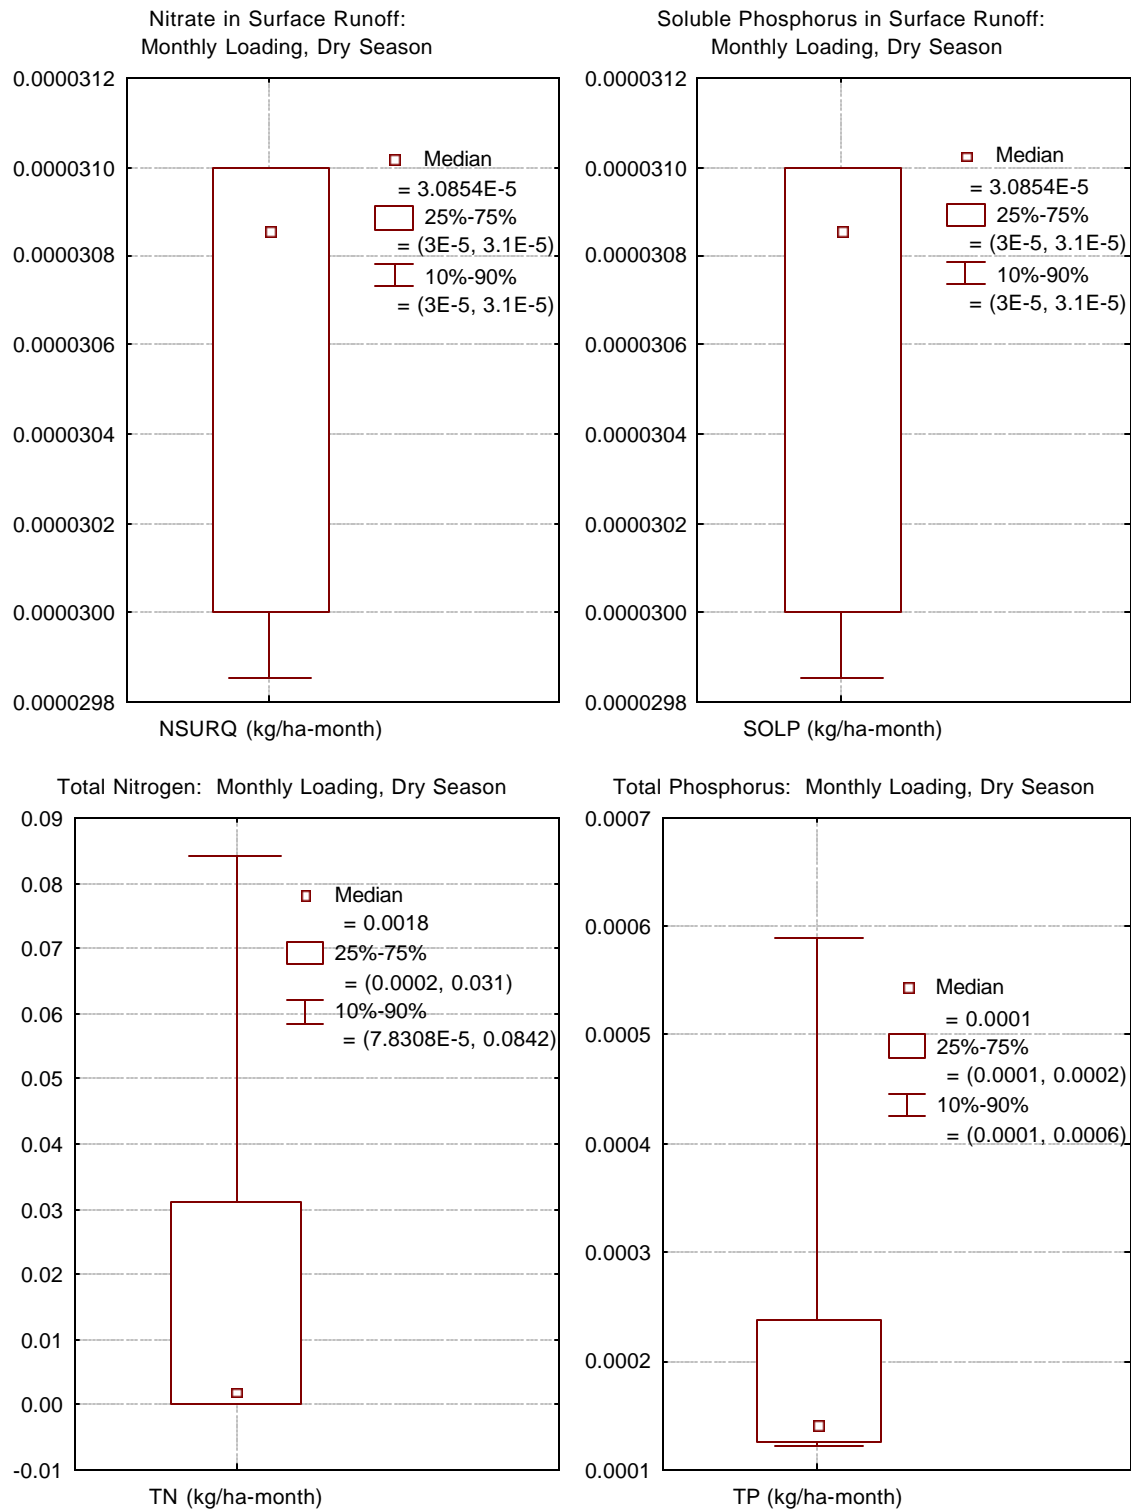 Nitrate in Surface Runoff:
Monthly Loading, Dry Season
0.0000312
0.0000310
0.0000308
0.0000306
0.0000304
0.0000302
0.0000300
0.0000298
Median
= 3.0854E-5
25%-75%
= (3E-5, 3.1E-5)
10%-90%
= (3E-5, 3.1E-5)
NSURQ (kg/ha-month)
Soluble Phosphorus in Surface Runoff:
Monthly Loading, Dry Season
0.0000312
0.0000310
0.0000308
0.0000306
0.0000304
0.0000302
0.0000300
0.0000298
Median
= 3.0854E-5
25%-75%
= (3E-5, 3.1E-5)
10%-90%
= (3E-5, 3.1E-5)
SOLP (kg/ha-month)
Total Nitrogen: Monthly Loading, Dry Season
0.09
0.08
0.07
0.06
0.05
0.04
0.03
0.02
0.01
0.00
-0.01
Median
= 0.0018
25%-75%
= (0.0002, 0.031)
10%-90%
= (7.8308E-5, 0.0842)
TN (kg/ha-month)
Total Phosphorus: Monthly Loading, Dry Season
0.0007
0.0006
0.0005
0.0004
0.0003
0.0002
0.0001
Median
= 0.0001
25%-75%
= (0.0001, 0.0002)
10%-90%
= (0.0001, 0.0006)
TP (kg/ha-month)